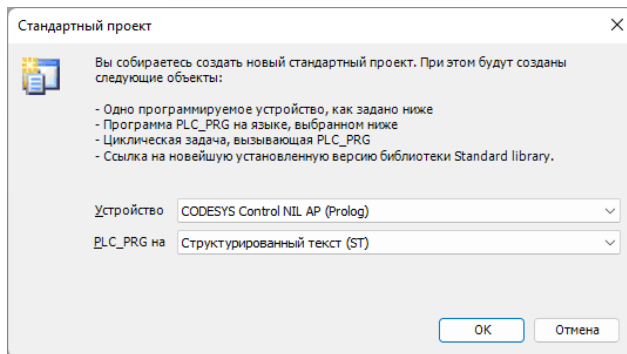 Стандартный проект
Вы собираетесь создать новый стандартный проект. При этом будут созданы
следующие объекты:
- Одно программируемое устройство, как задано ниже
- Программа PLC_PRG на языке, выбранном ниже
- Циклическая задача, вызывающая PLC_PRG
- Ссылка на новейшую установленную версию библиотеки Standard library.
Устройство CODESYS Control NIL AP (Prolog)
PLC_PRG на Структурированный текст (ST)
OK Отмена